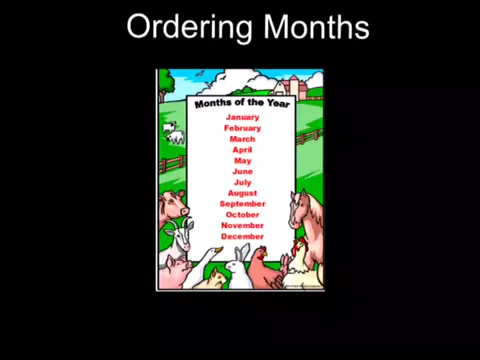 Ordering Months
Months of the Year
January
February
March
April
May
June
July
August
September
October
November
December